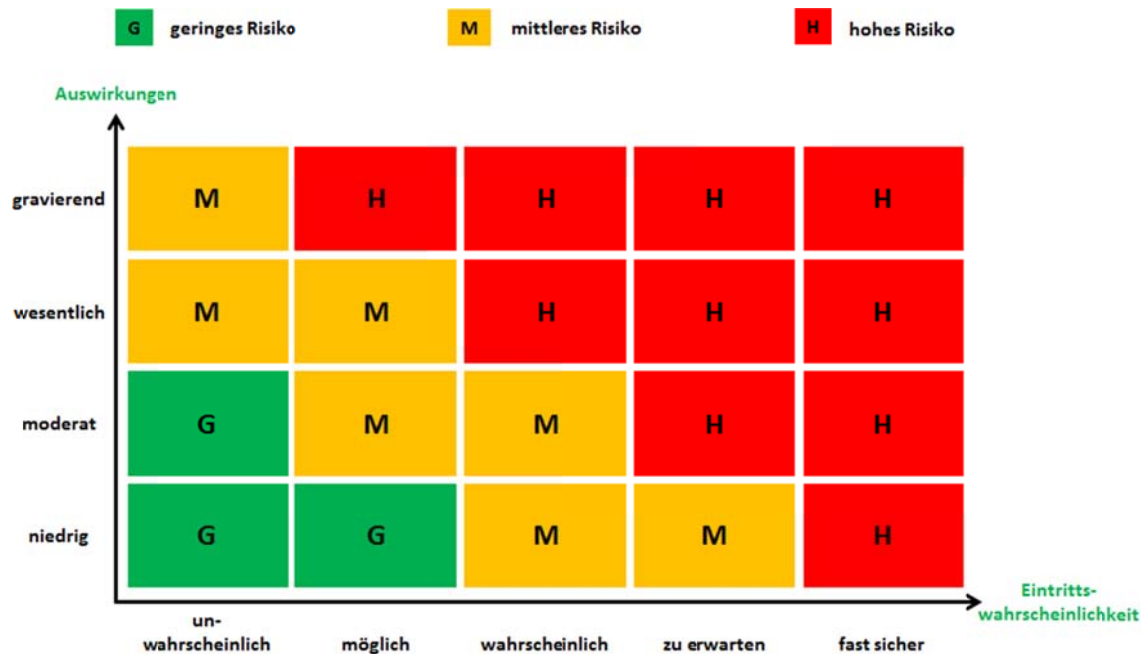 G geringes Risiko M mittleres Risiko H hohes Risiko
Auswirkungen
gravierend M H H H H
wesentlich M M H H H
moderat G M M H H
niedrig G G M M H
Eintritts-
wahrscheinlichkeit
un-
wahrscheinlich möglich wahrscheinlich zu erwarten fast sicher